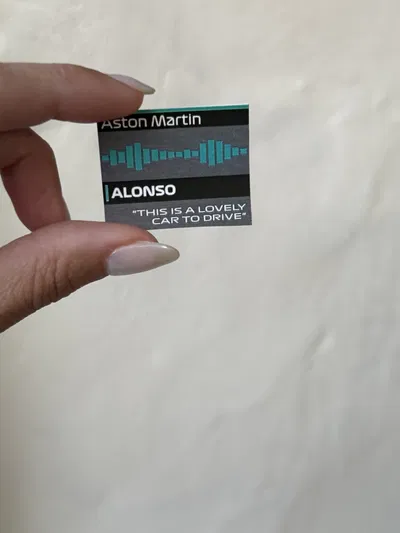 Aston Martin
ALONSO
"THIS IS A LOVELY
CAR TO DRIVE"